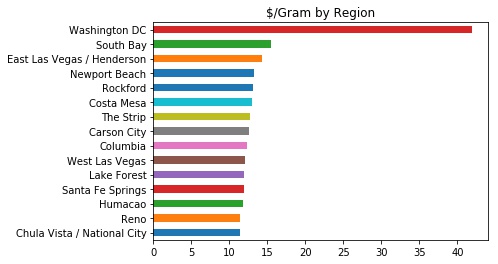 $/Gram by Region
Washington DC
South Bay
East Las Vegas / Henderson
Newport Beach
Rockford
Costa Mesa
The Strip
Carson City
Columbia
West Las Vegas
Lake Forest
Santa Fe Springs
Humacao
Reno
Chula Vista / National City
0 5 10 15 20 25 30 35 40